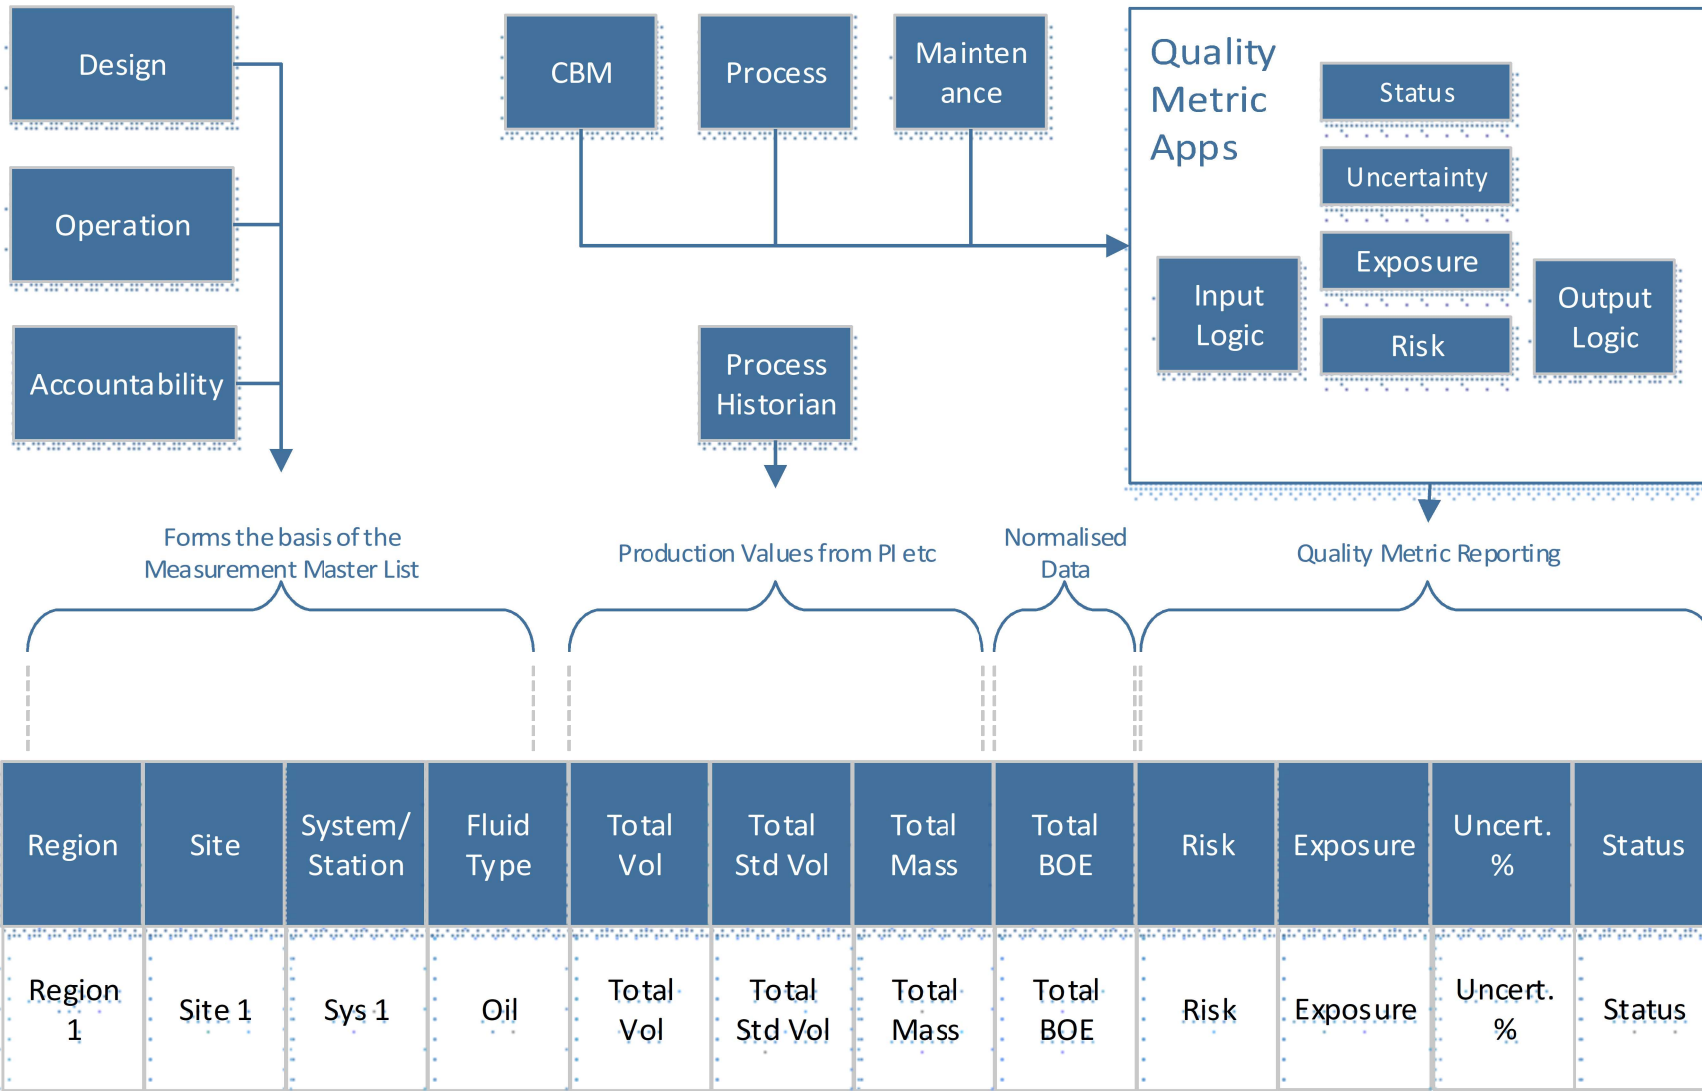 Design
Operation
Accountability
CBM
Process
Mainten
ance
Process
Historian
Quality
Metric
Apps
Status
Uncertainty
Exposure
Risk
Input
Logic
Output
Logic
Forms the basis of the
Measurement Master List
Production Values from PI etc
Normalised
Data
Quality Metric Reporting
Region
Site
System/
Station
Fluid
Type
Total
Vol
Total
Std Vol
Total
Mass
Total
BOE
Risk
Exposure
Uncert.
%
Status
Region
1
Site 1
Sys 1
Oil
Total
Vol
Total
Std Vol
Total
Mass
Total
BOE
Risk
Exposure
Uncert.
%
Status